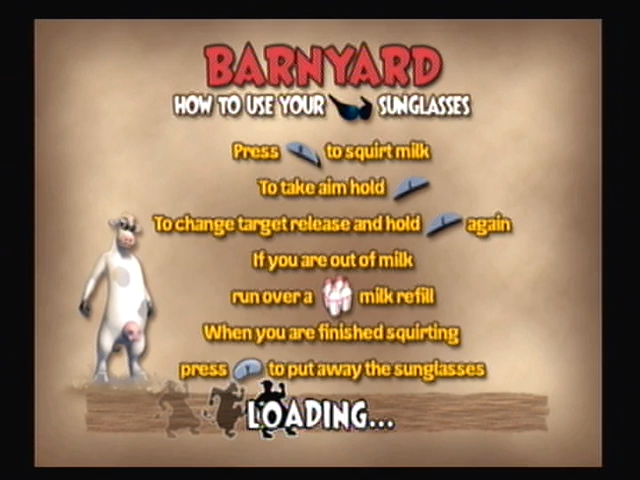 BARNYARD
HOW TO USE YOUR SUNGLASSES
Press to squirt milk
To take aim hold
To change target release and hold again
If you are out of milk
run over a milk refill
When you are finished squirting
press to put away the sunglasses
LOADING...